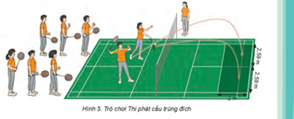 2,59 m
2,59 m
Hình 5. Trò chơi Thi phát cầu trúng đích